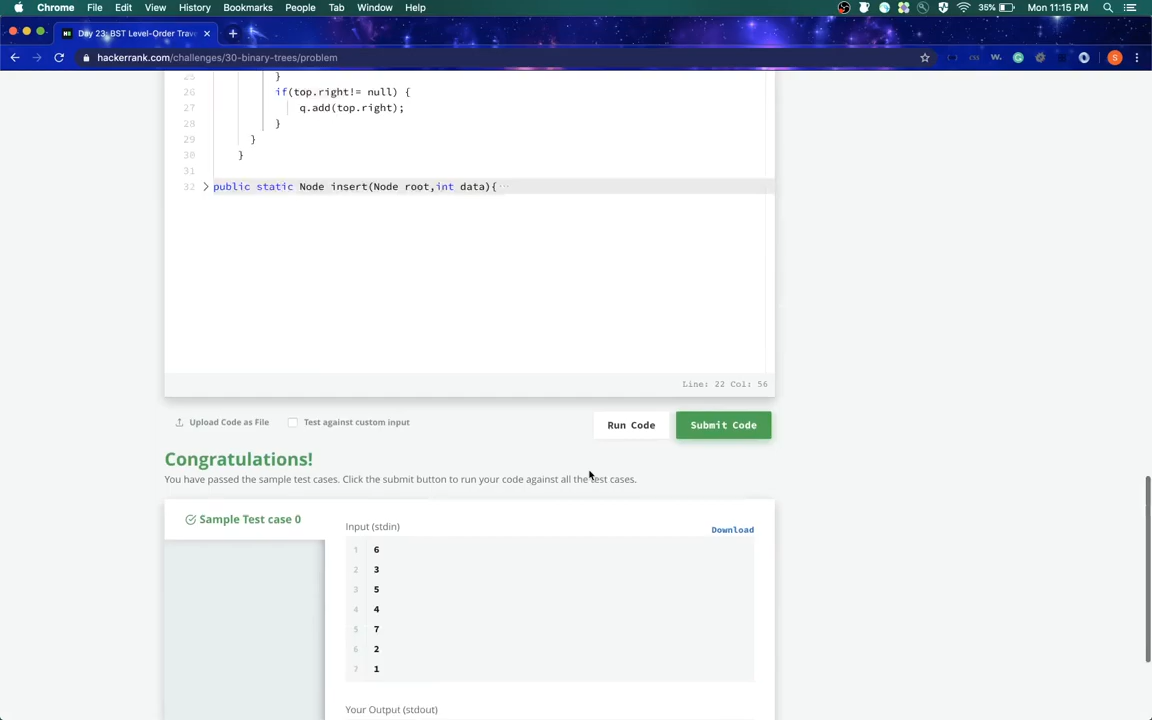 Chrome File Edit View History Bookmarks People Tab Window Help 35% Mon 11:15 PM
Day 23: BST Level-Order Trave
hackerrank.com/challenges/30-binary-trees/problem
25 }
26 if(top.right!= null) {
27 q.add(top.right);
28 }
29 }
30 }
31
32 public static Node insert(Node root,int data){
Line: 22 Col: 56
Upload Code as File Test against custom input Run Code Submit Code
Congratulations!
You have passed the sample test cases. Click the submit button to run your code against all the test cases.
Sample Test case 0
Input (stdin) Download
1 6
2 3
3 5
4 4
5 7
6 2
7 1
Your Output (stdout)